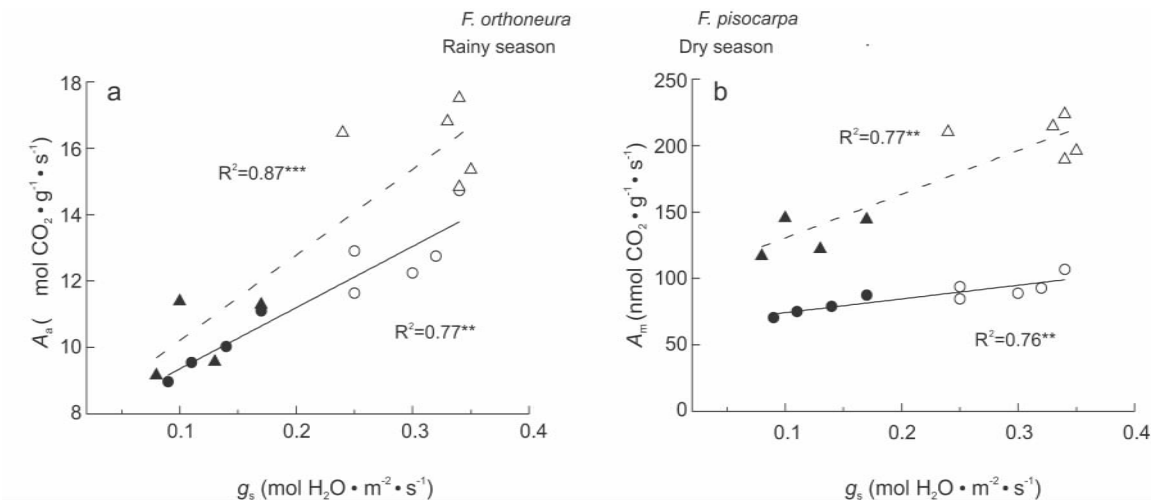 F. orthoneura F. pisocarpa
Rainy season Dry season
a
18
16
14
12
10
8
Aₐ ( mol CO₂ • g⁻¹ • s⁻¹)
R²=0.87***
R²=0.77**
0.1 0.2 0.3 0.4
gₛ (mol H₂O • m⁻² • s⁻¹)
b
250
200
150
100
50
0
Aₘ (nmol CO₂ • g⁻¹ • s⁻¹)
R²=0.77**
R²=0.76**
0.1 0.2 0.3 0.4
gₛ (mol H₂O • m⁻² • s⁻¹)